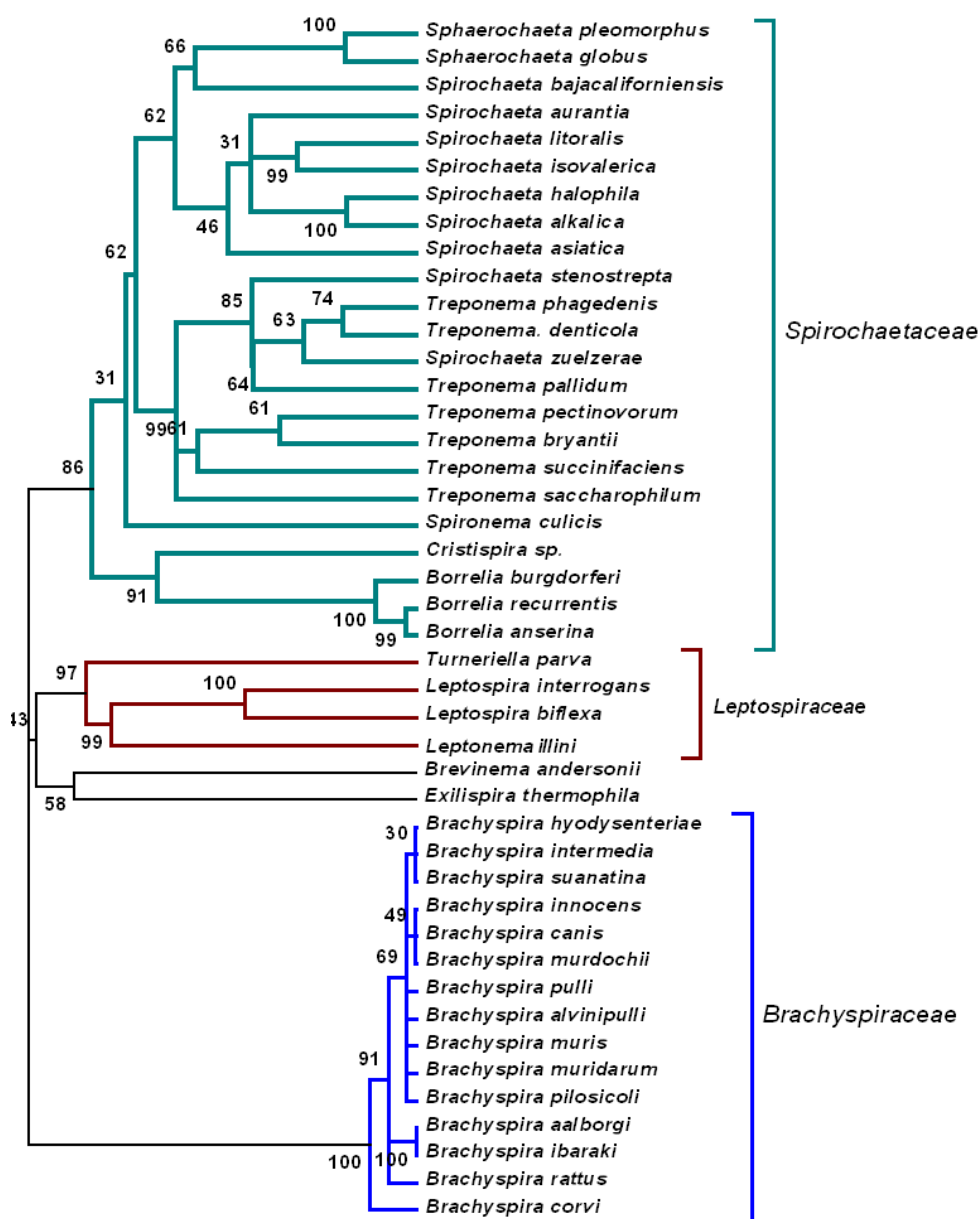 100
Sphaerochaeta pleomorphus
Sphaerochaeta globus
66
Spirochaeta bajacaliforniensis
62
Spirochaeta aurantia
31
Spirochaeta litoralis
99
Spirochaeta isovalerica
Spirochaeta halophila
46
100
Spirochaeta alkalica
62
Spirochaeta asiatica
Spirochaeta stenostrepta
85
74
Treponema phagedenis
63
Treponema. denticola
Spirochaetaceae
Spirochaeta zuelzerae
31
64
Treponema pallidum
61
Treponema pectinovorum
9961
Treponema bryantii
86
Treponema succinifaciens
Treponema saccharophilum
Spironema culicis
Cristispira sp.
91
Borrelia burgdorferi
100
Borrelia recurrentis
99
Borrelia anserina
97
Turneriella parva
100
Leptospira interrogans
Leptospiraceae
Leptospira biflexa
43
99
Leptonema illini
Brevinema andersonii
58
Exilispira thermophila
30
Brachyspira hyodysenteriae
Brachyspira intermedia
Brachyspira suanatina
49
Brachyspira innocens
Brachyspira canis
69
Brachyspira murdochii
Brachyspira pulli
Brachyspiraceae
Brachyspira alvinipulli
91
Brachyspira muris
Brachyspira muridarum
Brachyspira pilosicoli
Brachyspira aalborgi
100
100
Brachyspira ibaraki
Brachyspira rattus
Brachyspira corvi